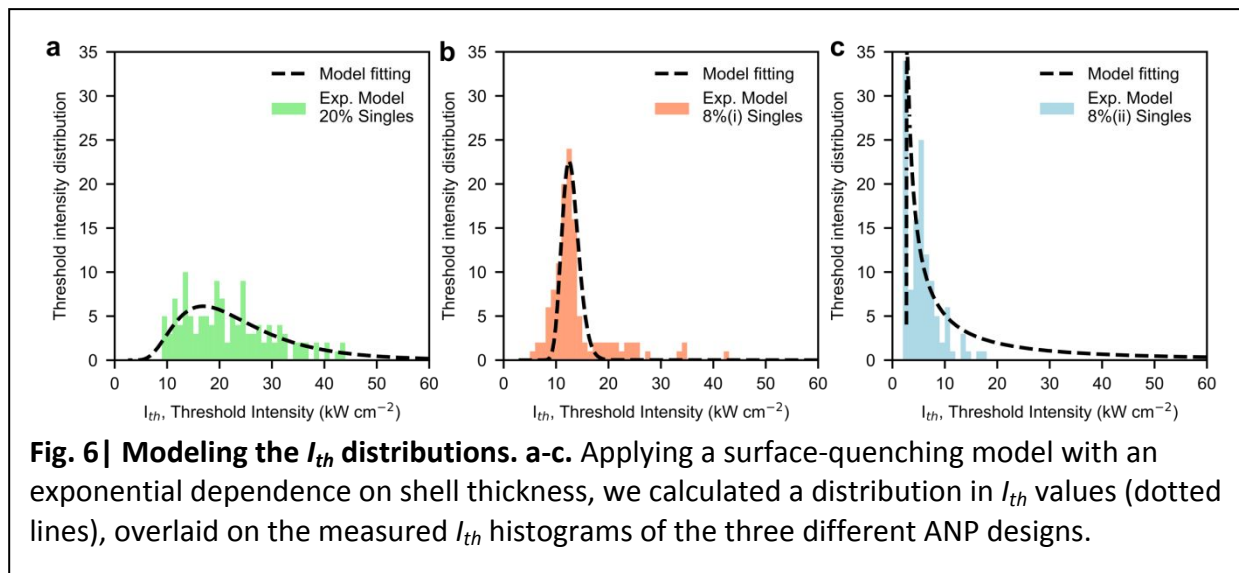 a
35
30
25
20
15
10
5
0
Threshold intensity distribution
Model fitting
Exp. Model
20% Singles
0 10 20 30 40 50 60
I_th, Threshold Intensity (kW cm⁻²)
b
35
30
25
20
15
10
5
0
Threshold intensity distribution
Model fitting
Exp. Model
8%(i) Singles
0 10 20 30 40 50 60
I_th, Threshold Intensity (kW cm⁻²)
c
35
30
25
20
15
10
5
0
Threshold intensity distribution
Model fitting
Exp. Model
8%(ii) Singles
0 10 20 30 40 50 60
I_th, Threshold Intensity (kW cm⁻²)
Fig. 6| Modeling the I_th distributions. a-c. Applying a surface-quenching model with an
exponential dependence on shell thickness, we calculated a distribution in I_th values (dotted
lines), overlaid on the measured I_th histograms of the three different ANP designs.